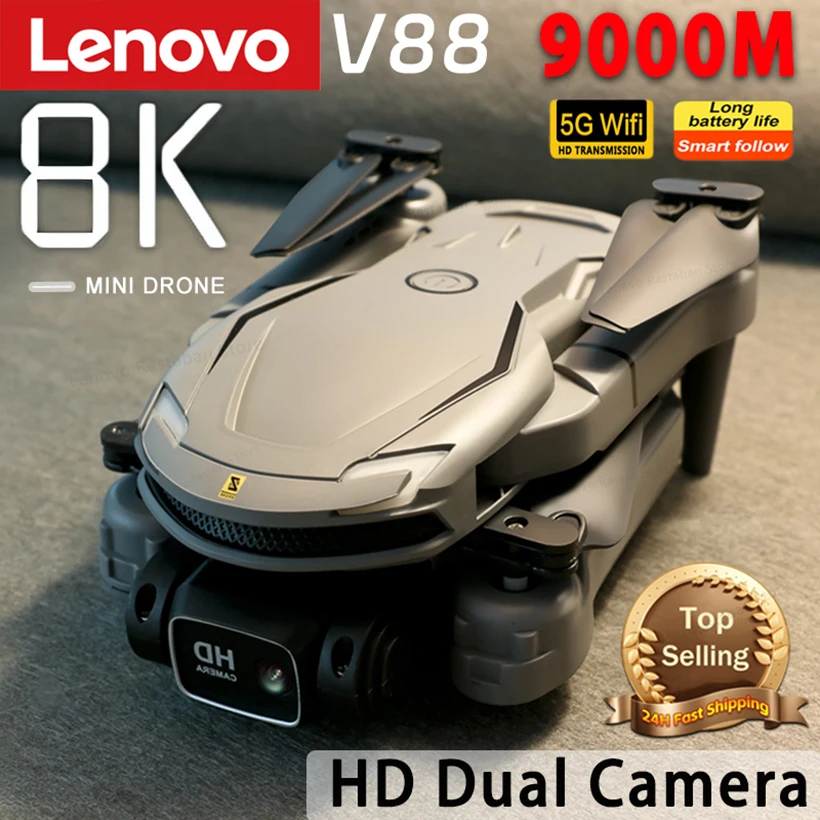 Lenovo V88 9000M
8K
MINI DRONE
5G Wifi
HD TRANSMISSION
Long
battery life
Smart follow
HD
CAMERA
Top
Selling
24H Fast Shipping
HD Dual Camera